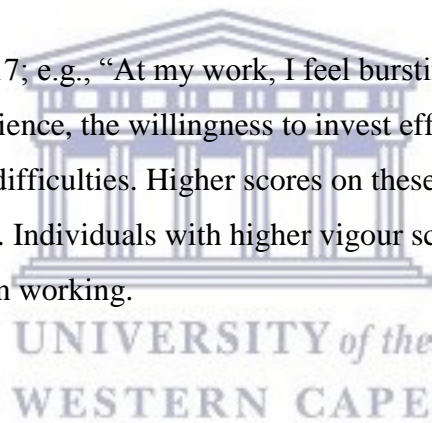 17; e.g., “At my work, I feel bursti
ience, the willingness to invest eff
difficulties. Higher scores on these
. Individuals with higher vigour sc
n working.
UNIVERSITY of the
WESTERN CAPE